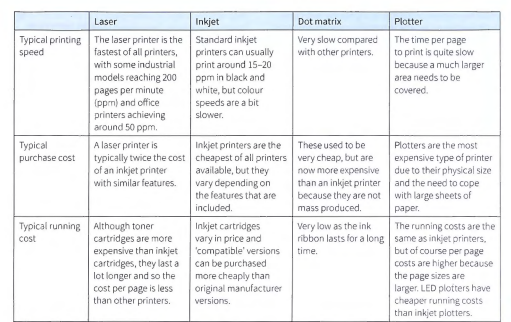 Laser
Inkjet
Dot matrix
Plotter
Typical printing
speed
The laser printer is the
fastest of all printers,
with some industrial
models reaching 200
pages per minute
(ppm) and office
printers achieving
around 50 ppm.
Standard inkjet
printers can usually
print around 15–20
ppm in black and
white, but colour
speeds are a bit
slower.
Very slow compared
with other printers.
The time per page
to print is quite slow
because a much larger
area needs to be
covered.
Typical
purchase cost
A laser printer is
typically twice the cost
of an inkjet printer
with similar features.
Inkjet printers are the
cheapest of all printers
available, but they
vary depending on
the features that are
included.
These used to be
very cheap, but are
now more expensive
than an inkjet printer
because they are not
mass produced.
Plotters are the most
expensive type of printer
due to their physical size
and the need to cope
with large sheets of
paper.
Typical running
cost
Although toner
cartridges are more
expensive than inkjet
cartridges, they last a
lot longer and so the
cost per page is less
than other printers.
Inkjet cartridges
vary in price and
'compatible' versions
can be purchased
more cheaply than
original manufacturer
versions.
Very low as the ink
ribbon lasts for a long
time.
The running costs are the
same as inkjet printers,
but of course per page
costs are higher because
the page sizes are
larger. LED plotters have
cheaper running costs
than inkjet plotters.